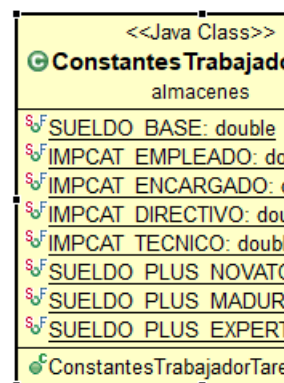 <<Java Class>>
ConstantesTrabajado
almacenes
SUELDO_BASE: double
IMPCAT_EMPLEADO: do
IMPCAT_ENCARGADO:
IMPCAT_DIRECTIVO: dou
IMPCAT_TECNICO: doubl
SUELDO_PLUS_NOVATO
SUELDO_PLUS_MADUR
SUELDO_PLUS_EXPERT
ConstantesTrabajadorTare